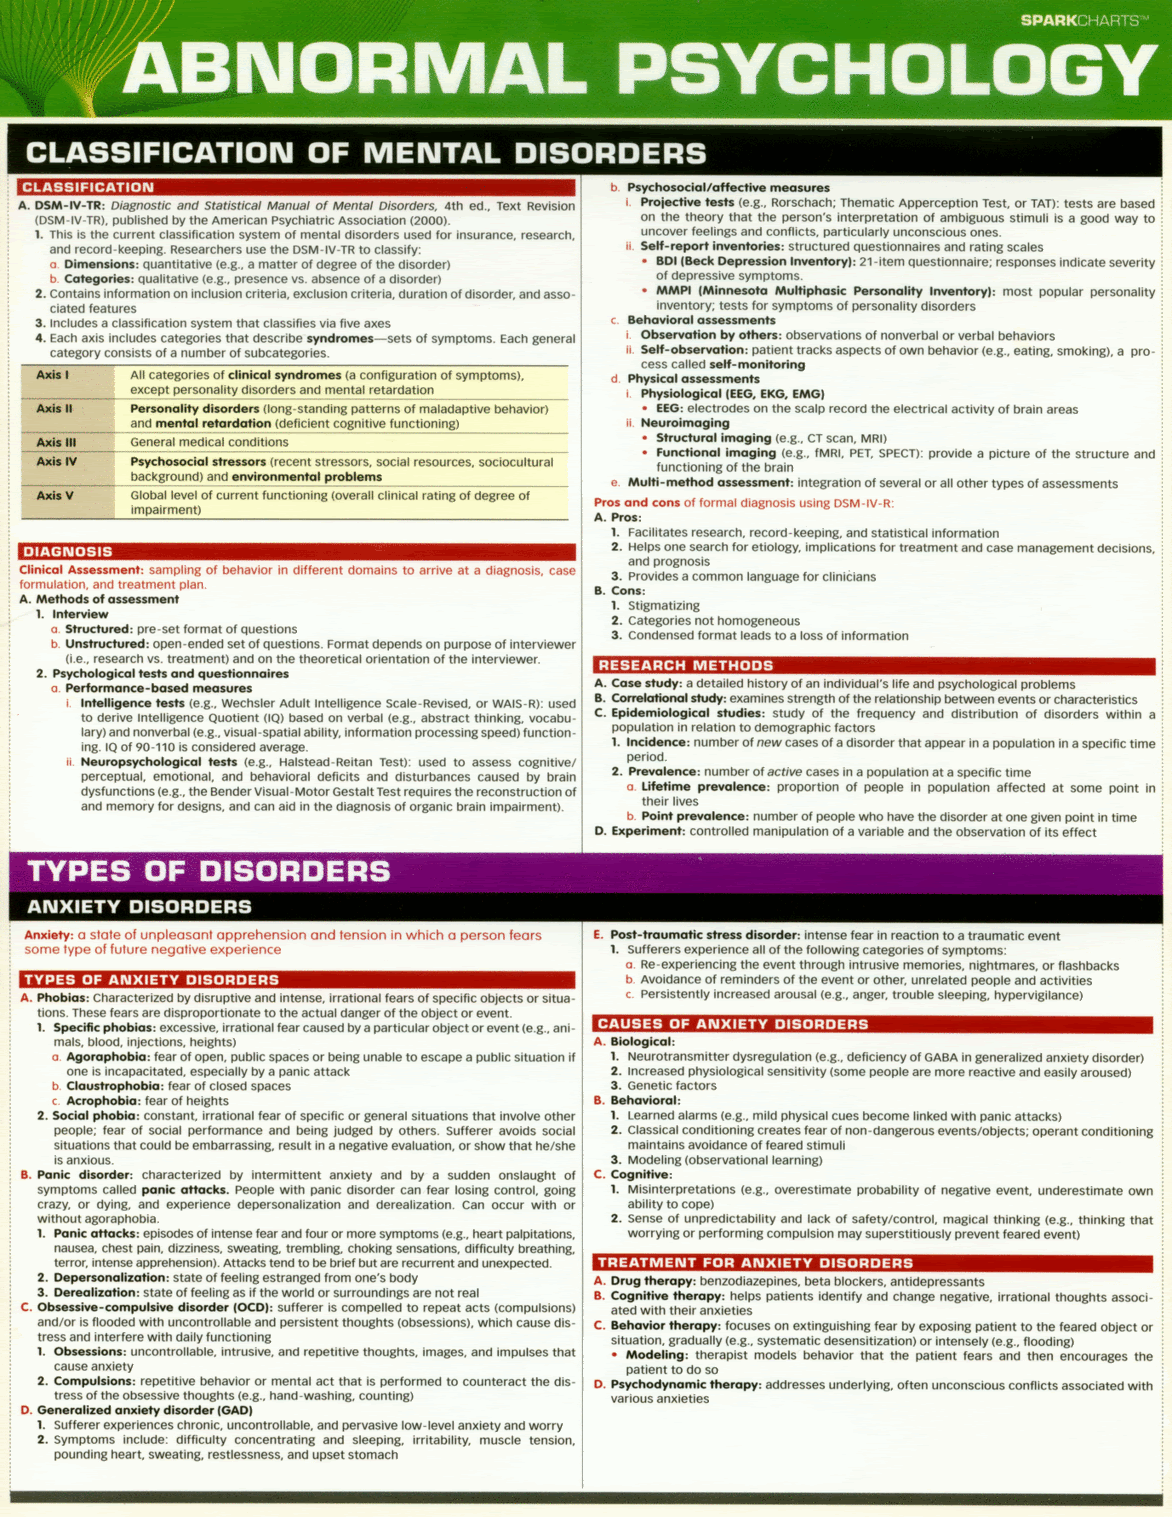 SPARKCHARTS™
ABNORMAL PSYCHOLOGY
CLASSIFICATION OF MENTAL DISORDERS
CLASSIFICATION
A. DSM-IV-TR: Diagnostic and Statistical Manual of Mental Disorders, 4th ed., Text Revision
(DSM-IV-TR), published by the American Psychiatric Association (2000).
1. This is the current classification system of mental disorders used for insurance, research,
and record-keeping. Researchers use the DSM-IV-TR to classify:
a. Dimensions: quantitative (e.g., a matter of degree of the disorder)
b. Categories: qualitative (e.g., presence vs. absence of a disorder)
2. Contains information on inclusion criteria, exclusion criteria, duration of disorder, and asso-
ciated features
3. Includes a classification system that classifies via five axes
4. Each axis includes categories that describe syndromes—sets of symptoms. Each general
category consists of a number of subcategories.
Axis I All categories of clinical syndromes (a configuration of symptoms),
except personality disorders and mental retardation
Axis II Personality disorders (long-standing patterns of maladaptive behavior)
and mental retardation (deficient cognitive functioning)
Axis III General medical conditions
Axis IV Psychosocial stressors (recent stressors, social resources, sociocultural
background) and environmental problems
Axis V Global level of current functioning (overall clinical rating of degree of
impairment)
DIAGNOSIS
Clinical Assessment: sampling of behavior in different domains to arrive at a diagnosis, case
formulation, and treatment plan.
A. Methods of assessment
1. Interview
a. Structured: pre-set format of questions
b. Unstructured: open-ended set of questions. Format depends on purpose of interviewer
(i.e., research vs. treatment) and on the theoretical orientation of the interviewer.
2. Psychological tests and questionnaires
a. Performance-based measures
i. Intelligence tests (e.g., Wechsler Adult Intelligence Scale-Revised, or WAIS-R): used
to derive Intelligence Quotient (IQ) based on verbal (e.g., abstract thinking, vocabu-
lary) and nonverbal (e.g., visual-spatial ability, information processing speed) function-
ing. IQ of 90-110 is considered average.
ii. Neuropsychological tests (e.g., Halstead-Reitan Test): used to assess cognitive/
perceptual, emotional, and behavioral deficits and disturbances caused by brain
dysfunctions (e.g., the Bender Visual-Motor Gestalt Test requires the reconstruction of
and memory for designs, and can aid in the diagnosis of organic brain impairment).
b. Psychosocial/affective measures
i. Projective tests (e.g., Rorschach; Thematic Apperception Test, or TAT): tests are based
on the theory that the person's interpretation of ambiguous stimuli is a good way to
uncover feelings and conflicts, particularly unconscious ones.
ii. Self-report inventories: structured questionnaires and rating scales
• BDI (Beck Depression Inventory): 21-item questionnaire; responses indicate severity
of depressive symptoms.
• MMPI (Minnesota Multiphasic Personality Inventory): most popular personality
inventory; tests for symptoms of personality disorders
c. Behavioral assessments
i. Observation by others: observations of nonverbal or verbal behaviors
ii. Self-observation: patient tracks aspects of own behavior (e.g., eating, smoking), a pro-
cess called self-monitoring
d. Physical assessments
i. Physiological (EEG, EKG, EMG)
• EEG: electrodes on the scalp record the electrical activity of brain areas
ii. Neuroimaging
• Structural imaging (e.g., CT scan, MRI)
• Functional imaging (e.g., fMRI, PET, SPECT): provide a picture of the structure and
functioning of the brain
e. Multi-method assessment: integration of several or all other types of assessments
Pros and cons of formal diagnosis using DSM-IV-R:
A. Pros:
1. Facilitates research, record-keeping, and statistical information
2. Helps one search for etiology, implications for treatment and case management decisions,
and prognosis
3. Provides a common language for clinicians
B. Cons:
1. Stigmatizing
2. Categories not homogeneous
3. Condensed format leads to a loss of information
RESEARCH METHODS
A. Case study: a detailed history of an individual's life and psychological problems
B. Correlational study: examines strength of the relationship between events or characteristics
C. Epidemiological studies: study of the frequency and distribution of disorders within a
population in relation to demographic factors
1. Incidence: number of new cases of a disorder that appear in a population in a specific time
period.
2. Prevalence: number of active cases in a population at a specific time
a. Lifetime prevalence: proportion of people in population affected at some point in
their lives
b. Point prevalence: number of people who have the disorder at one given point in time
D. Experiment: controlled manipulation of a variable and the observation of its effect
TYPES OF DISORDERS
ANXIETY DISORDERS
Anxiety: a state of unpleasant apprehension and tension in which a person fears
some type of future negative experience
TYPES OF ANXIETY DISORDERS
A. Phobias: Characterized by disruptive and intense, irrational fears of specific objects or situa-
tions. These fears are disproportionate to the actual danger of the object or event.
1. Specific phobias: excessive, irrational fear caused by a particular object or event (e.g., ani-
mals, blood, injections, heights)
a. Agoraphobia: fear of open, public spaces or being unable to escape a public situation if
one is incapacitated, especially by a panic attack
b. Claustrophobia: fear of closed spaces
c. Acrophobia: fear of heights
2. Social phobia: constant, irrational fear of specific or general situations that involve other
people; fear of social performance and being judged by others. Sufferer avoids social
situations that could be embarrassing, result in a negative evaluation, or show that he/she
is anxious.
B. Panic disorder: characterized by intermittent anxiety and by a sudden onslaught of
symptoms called panic attacks. People with panic disorder can fear losing control, going
crazy, or dying, and experience depersonalization and derealization. Can occur with or
without agoraphobia.
1. Panic attacks: episodes of intense fear and four or more symptoms (e.g., heart palpitations,
nausea, chest pain, dizziness, sweating, trembling, choking sensations, difficulty breathing,
terror, intense apprehension). Attacks tend to be brief but are recurrent and unexpected.
2. Depersonalization: state of feeling estranged from one's body
3. Derealization: state of feeling as if the world or surroundings are not real
C. Obsessive-compulsive disorder (OCD): sufferer is compelled to repeat acts (compulsions)
and/or is flooded with uncontrollable and persistent thoughts (obsessions), which cause dis-
tress and interfere with daily functioning
1. Obsessions: uncontrollable, intrusive, and repetitive thoughts, images, and impulses that
cause anxiety
2. Compulsions: repetitive behavior or mental act that is performed to counteract the dis-
tress of the obsessive thoughts (e.g., hand-washing, counting)
D. Generalized anxiety disorder (GAD)
1. Sufferer experiences chronic, uncontrollable, and pervasive low-level anxiety and worry
2. Symptoms include: difficulty concentrating and sleeping, irritability, muscle tension,
pounding heart, sweating, restlessness, and upset stomach
E. Post-traumatic stress disorder: intense fear in reaction to a traumatic event
1. Sufferers experience all of the following categories of symptoms:
a. Re-experiencing the event through intrusive memories, nightmares, or flashbacks
b. Avoidance of reminders of the event or other, unrelated people and activities
c. Persistently increased arousal (e.g., anger, trouble sleeping, hypervigilance)
CAUSES OF ANXIETY DISORDERS
A. Biological:
1. Neurotransmitter dysregulation (e.g., deficiency of GABA in generalized anxiety disorder)
2. Increased physiological sensitivity (some people are more reactive and easily aroused)
3. Genetic factors
B. Behavioral:
1. Learned alarms (e.g., mild physical cues become linked with panic attacks)
2. Classical conditioning creates fear of non-dangerous events/objects; operant conditioning
maintains avoidance of feared stimuli
3. Modeling (observational learning)
C. Cognitive:
1. Misinterpretations (e.g., overestimate probability of negative event, underestimate own
ability to cope)
2. Sense of unpredictability and lack of safety/control, magical thinking (e.g., thinking that
worrying or performing compulsion may superstitiously prevent feared event)
TREATMENT FOR ANXIETY DISORDERS
A. Drug therapy: benzodiazepines, beta blockers, antidepressants
B. Cognitive therapy: helps patients identify and change negative, irrational thoughts associ-
ated with their anxieties
C. Behavior therapy: focuses on extinguishing fear by exposing patient to the feared object or
situation, gradually (e.g., systematic desensitization) or intensely (e.g., flooding)
• Modeling: therapist models behavior that the patient fears and then encourages the
patient to do so
D. Psychodynamic therapy: addresses underlying, often unconscious conflicts associated with
various anxieties